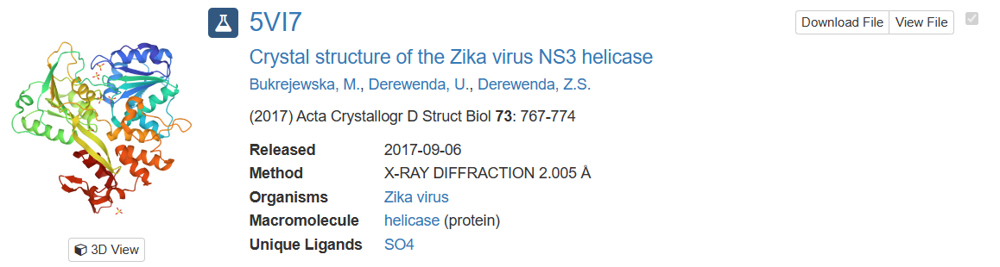 5VI7
Download File View File
Crystal structure of the Zika virus NS3 helicase
Bukrejewska, M., Derewenda, U., Derewenda, Z.S.
(2017) Acta Crystallogr D Struct Biol 73: 767-774
Released 2017-09-06
Method X-RAY DIFFRACTION 2.005 Å
Organisms Zika virus
Macromolecule helicase (protein)
Unique Ligands SO4
3D View